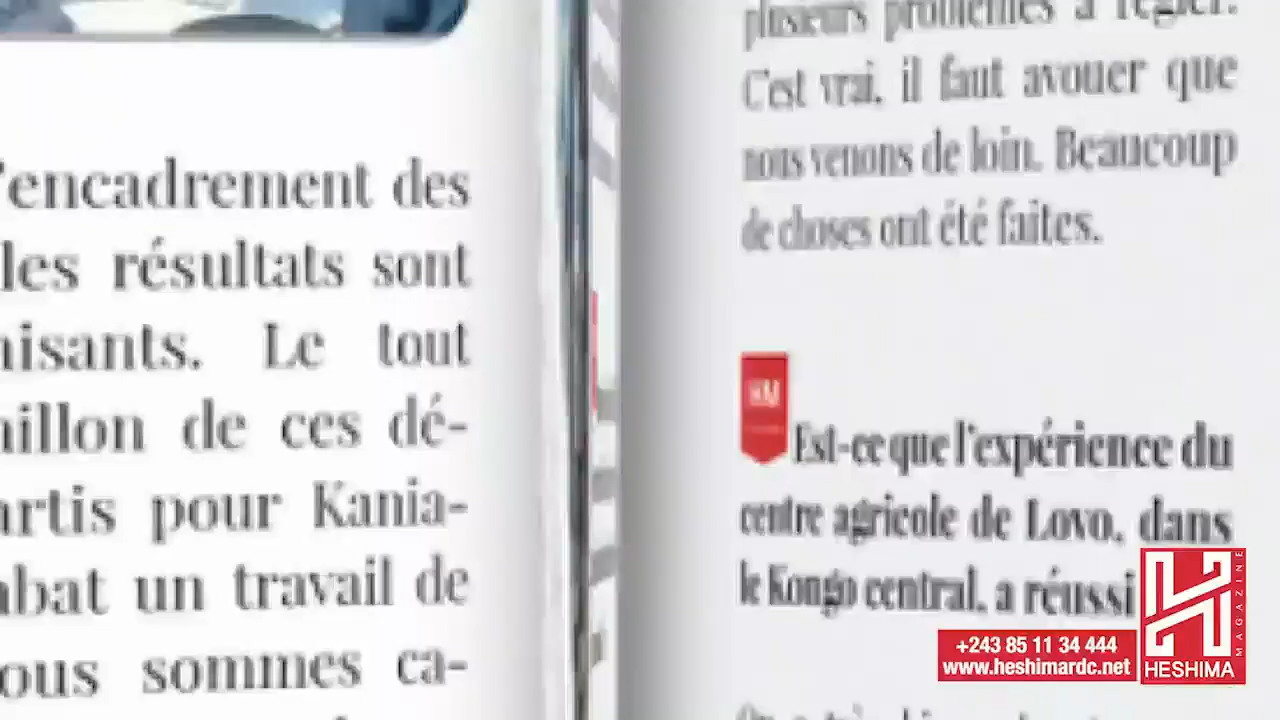 'encadrement des
les résultats sont
nisants. Le tout
nillon de ces dé-
artis pour Kania-
abat un travail de
ous sommes ca-
plusieurs problèmes à régler.
C'est vrai, il faut avouer que
nous venons de loin. Beaucoup
de choses ont été faites.
HM
Est-ce que l'expérience du
centre agricole de Lovo, dans
le Kongo central, a réussi
+243 85 11 34 444
www.heshimardc.net
HESHIMA
MAGAZINE